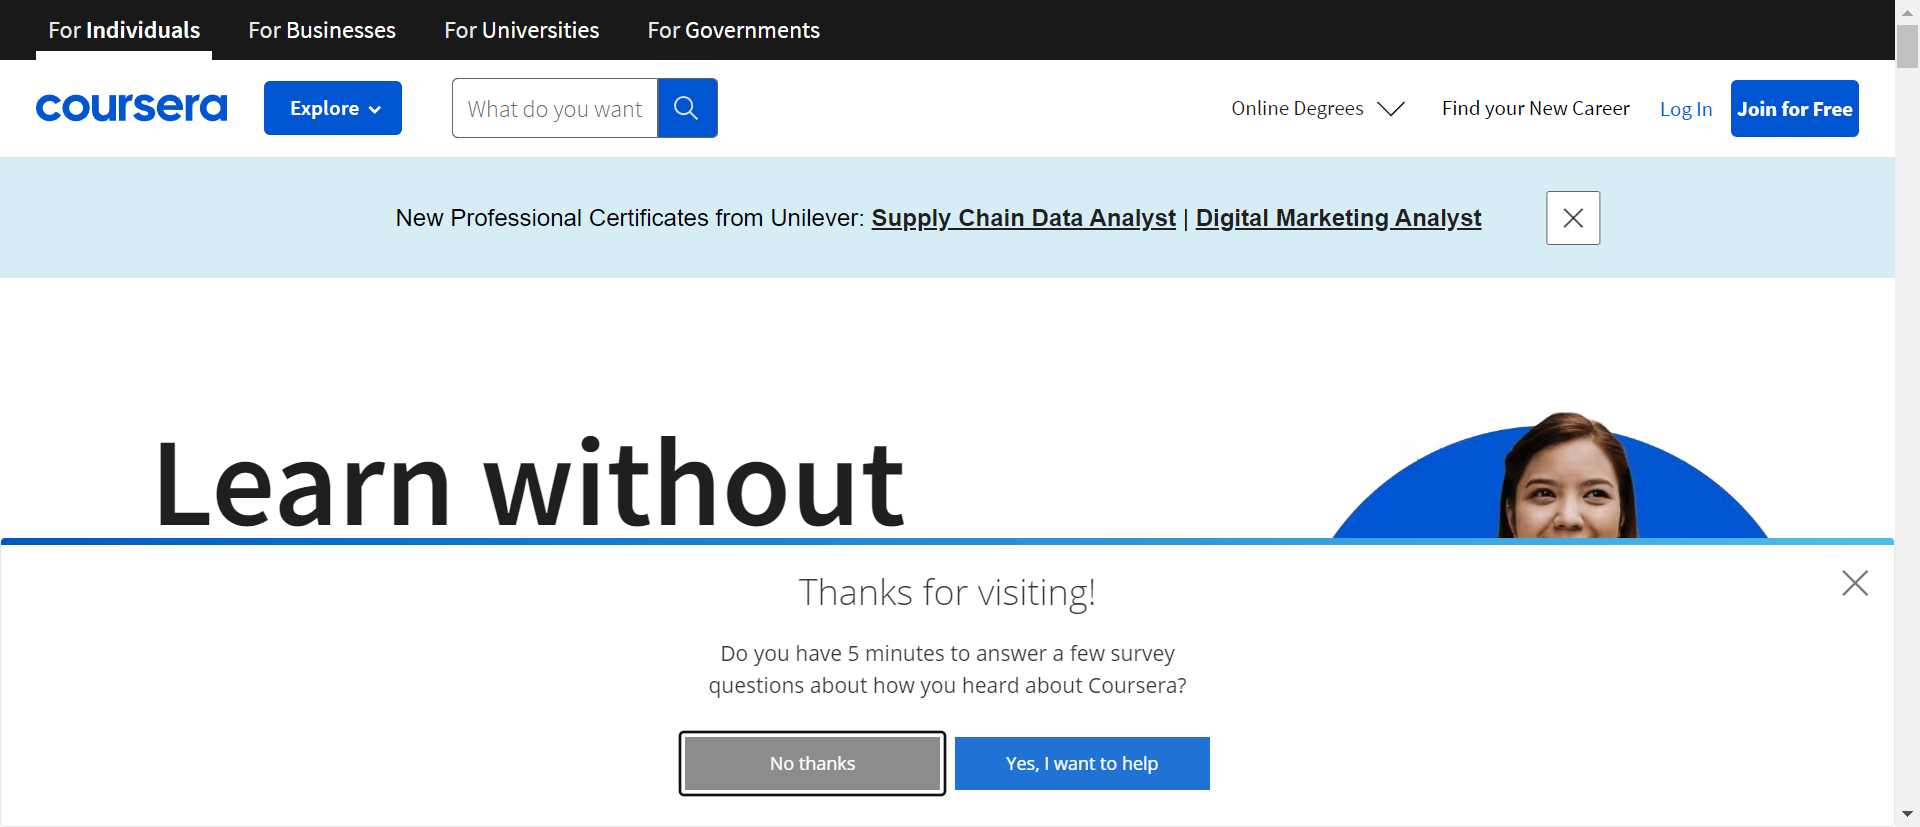 For Individuals For Businesses For Universities For Governments
coursera Explore What do you want Online Degrees Find your New Career Log In Join for Free
New Professional Certificates from Unilever: Supply Chain Data Analyst | Digital Marketing Analyst
Learn without
Thanks for visiting!
Do you have 5 minutes to answer a few survey
questions about how you heard about Coursera?
No thanks Yes, I want to help